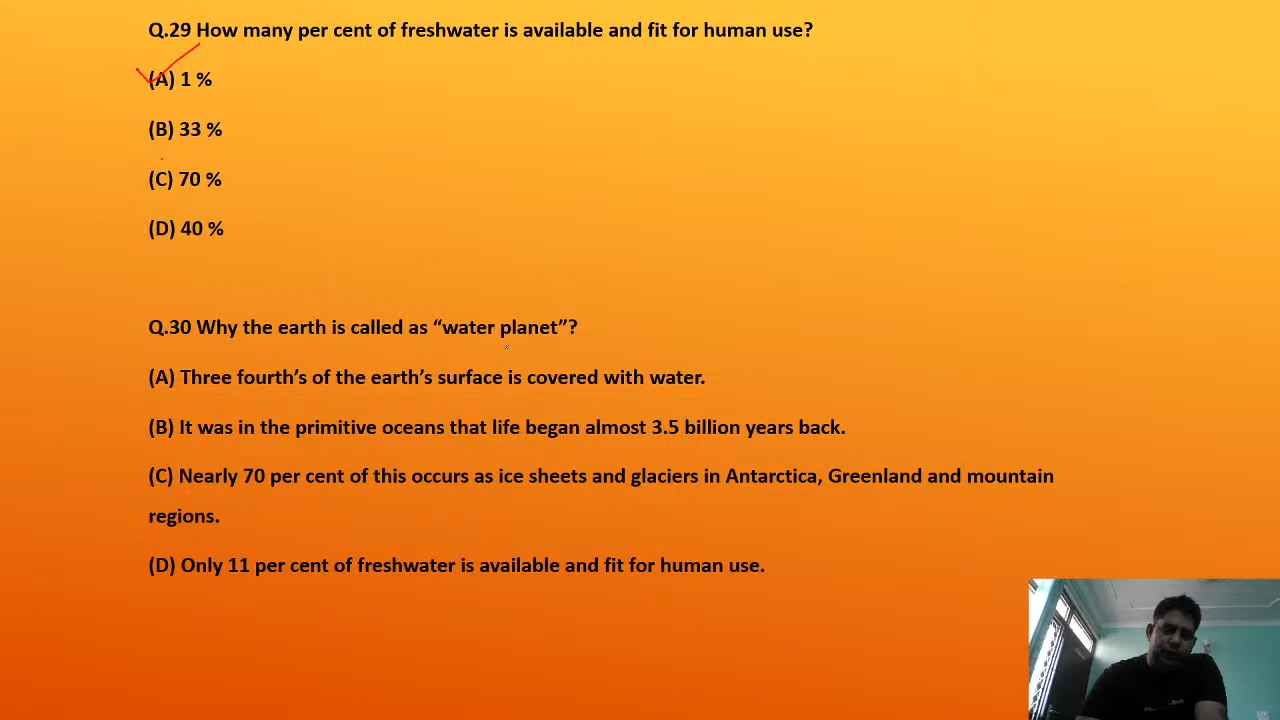 Q.29 How many per cent of freshwater is available and fit for human use?
(A) 1 %
(B) 33 %
(C) 70 %
(D) 40 %
Q.30 Why the earth is called as “water planet”?
(A) Three fourth’s of the earth’s surface is covered with water.
(B) It was in the primitive oceans that life began almost 3.5 billion years back.
(C) Nearly 70 per cent of this occurs as ice sheets and glaciers in Antarctica, Greenland and mountain
regions.
(D) Only 11 per cent of freshwater is available and fit for human use.